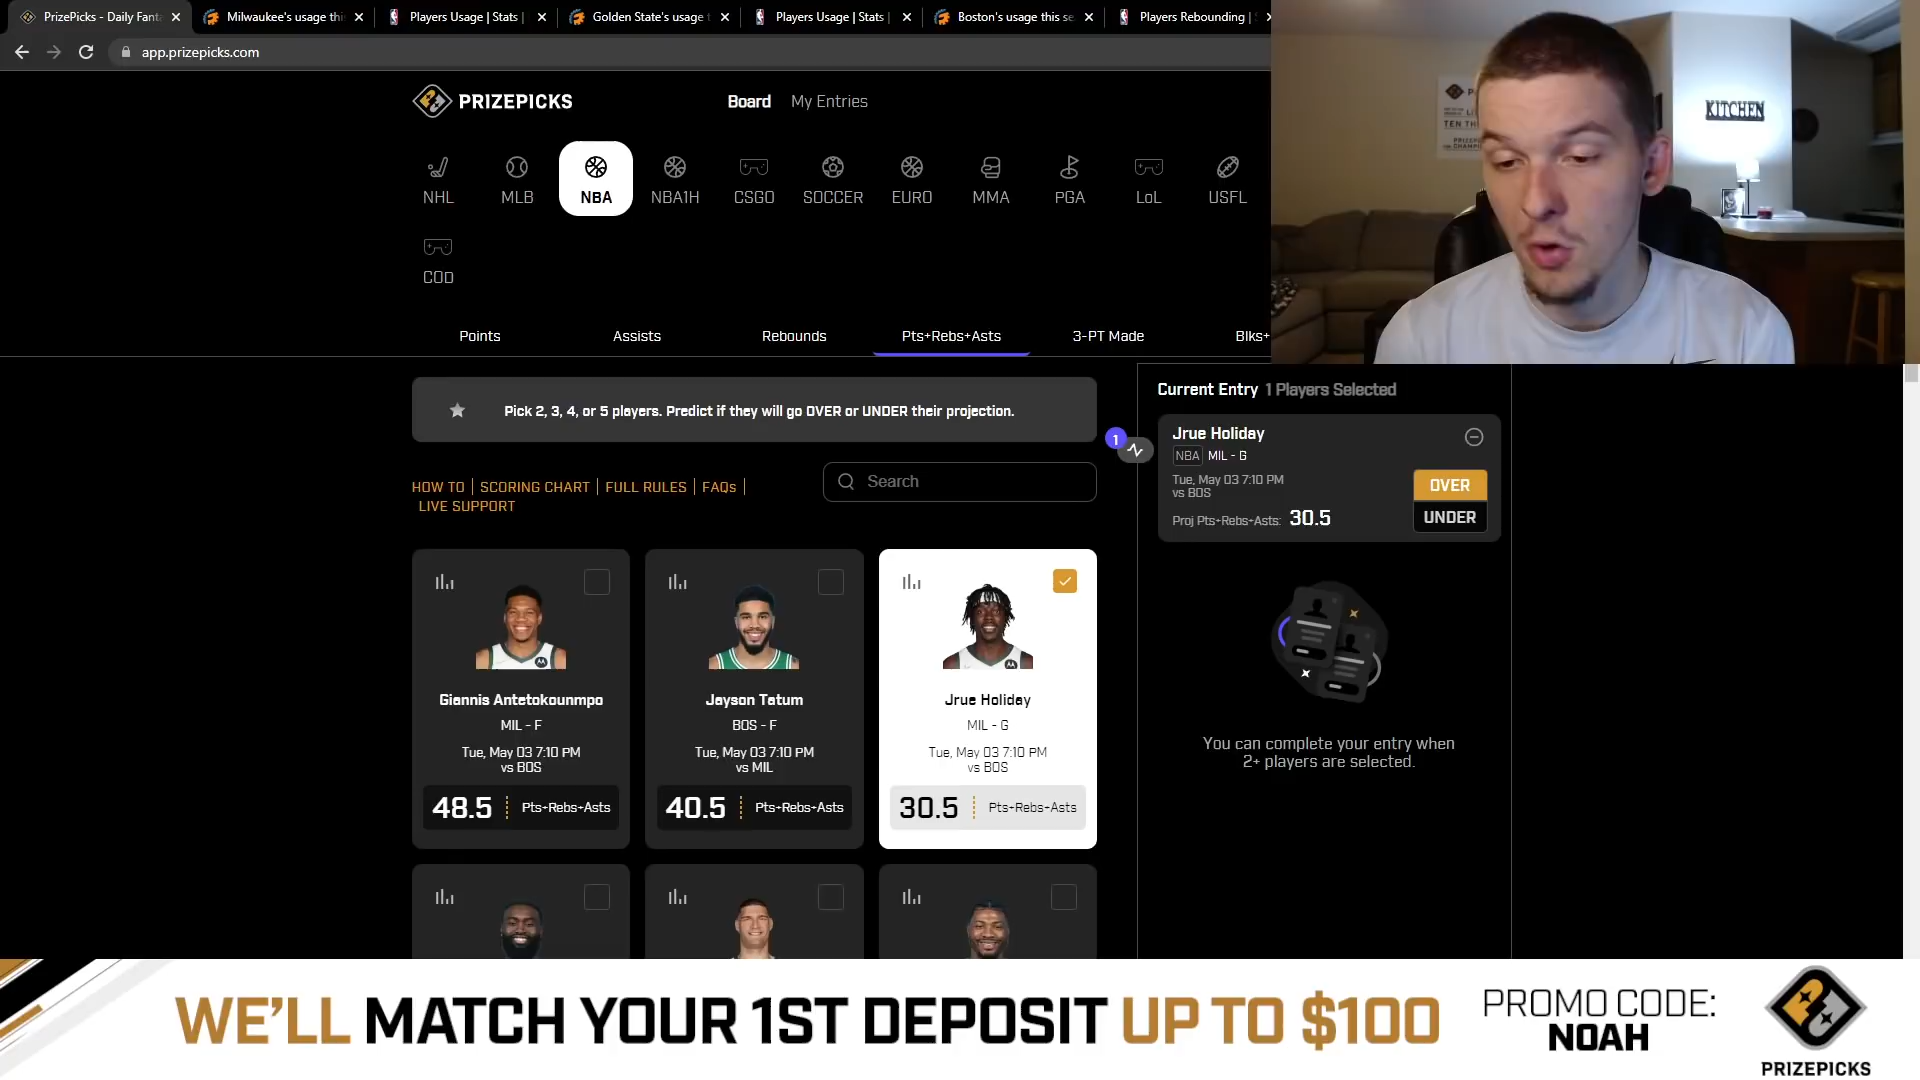 PrizePicks - Daily Fanta
Milwaukee's usage this
Players Usage | Stats |
Golden State's usage t
Players Usage | Stats |
Boston's usage this se
Players Rebounding | S
app.prizepicks.com
PRIZEPICKS
Board
My Entries
NHL
MLB
NBA
NBA1H
CSGO
SOCCER
EURO
MMA
PGA
LoL
USFL
COD
KITCHEN
TEN TH
Points
Assists
Rebounds
Pts+Rebs+Asts
3-PT Made
Blks+
Pick 2, 3, 4, or 5 players. Predict if they will go OVER or UNDER their projection.
HOW TO | SCORING CHART | FULL RULES | FAQs |
LIVE SUPPORT
Search
1
Current Entry 1 Players Selected
Jrue Holiday
NBA MIL - G
Tue, May 03 7:10 PM
vs BOS
Proj Pts+Rebs+Asts: 30.5
OVER
UNDER
You can complete your entry when
2+ players are selected.
Giannis Antetokounmpo
MIL - F
Tue, May 03 7:10 PM
vs BOS
48.5 Pts+Rebs+Asts
Jayson Tatum
BOS - F
Tue, May 03 7:10 PM
vs MIL
40.5 Pts+Rebs+Asts
Jrue Holiday
MIL - G
Tue, May 03 7:10 PM
vs BOS
30.5 Pts+Rebs+Asts
WE'LL MATCH YOUR 1ST DEPOSIT UP TO $100
PROMO CODE:
NOAH
PRIZEPICKS